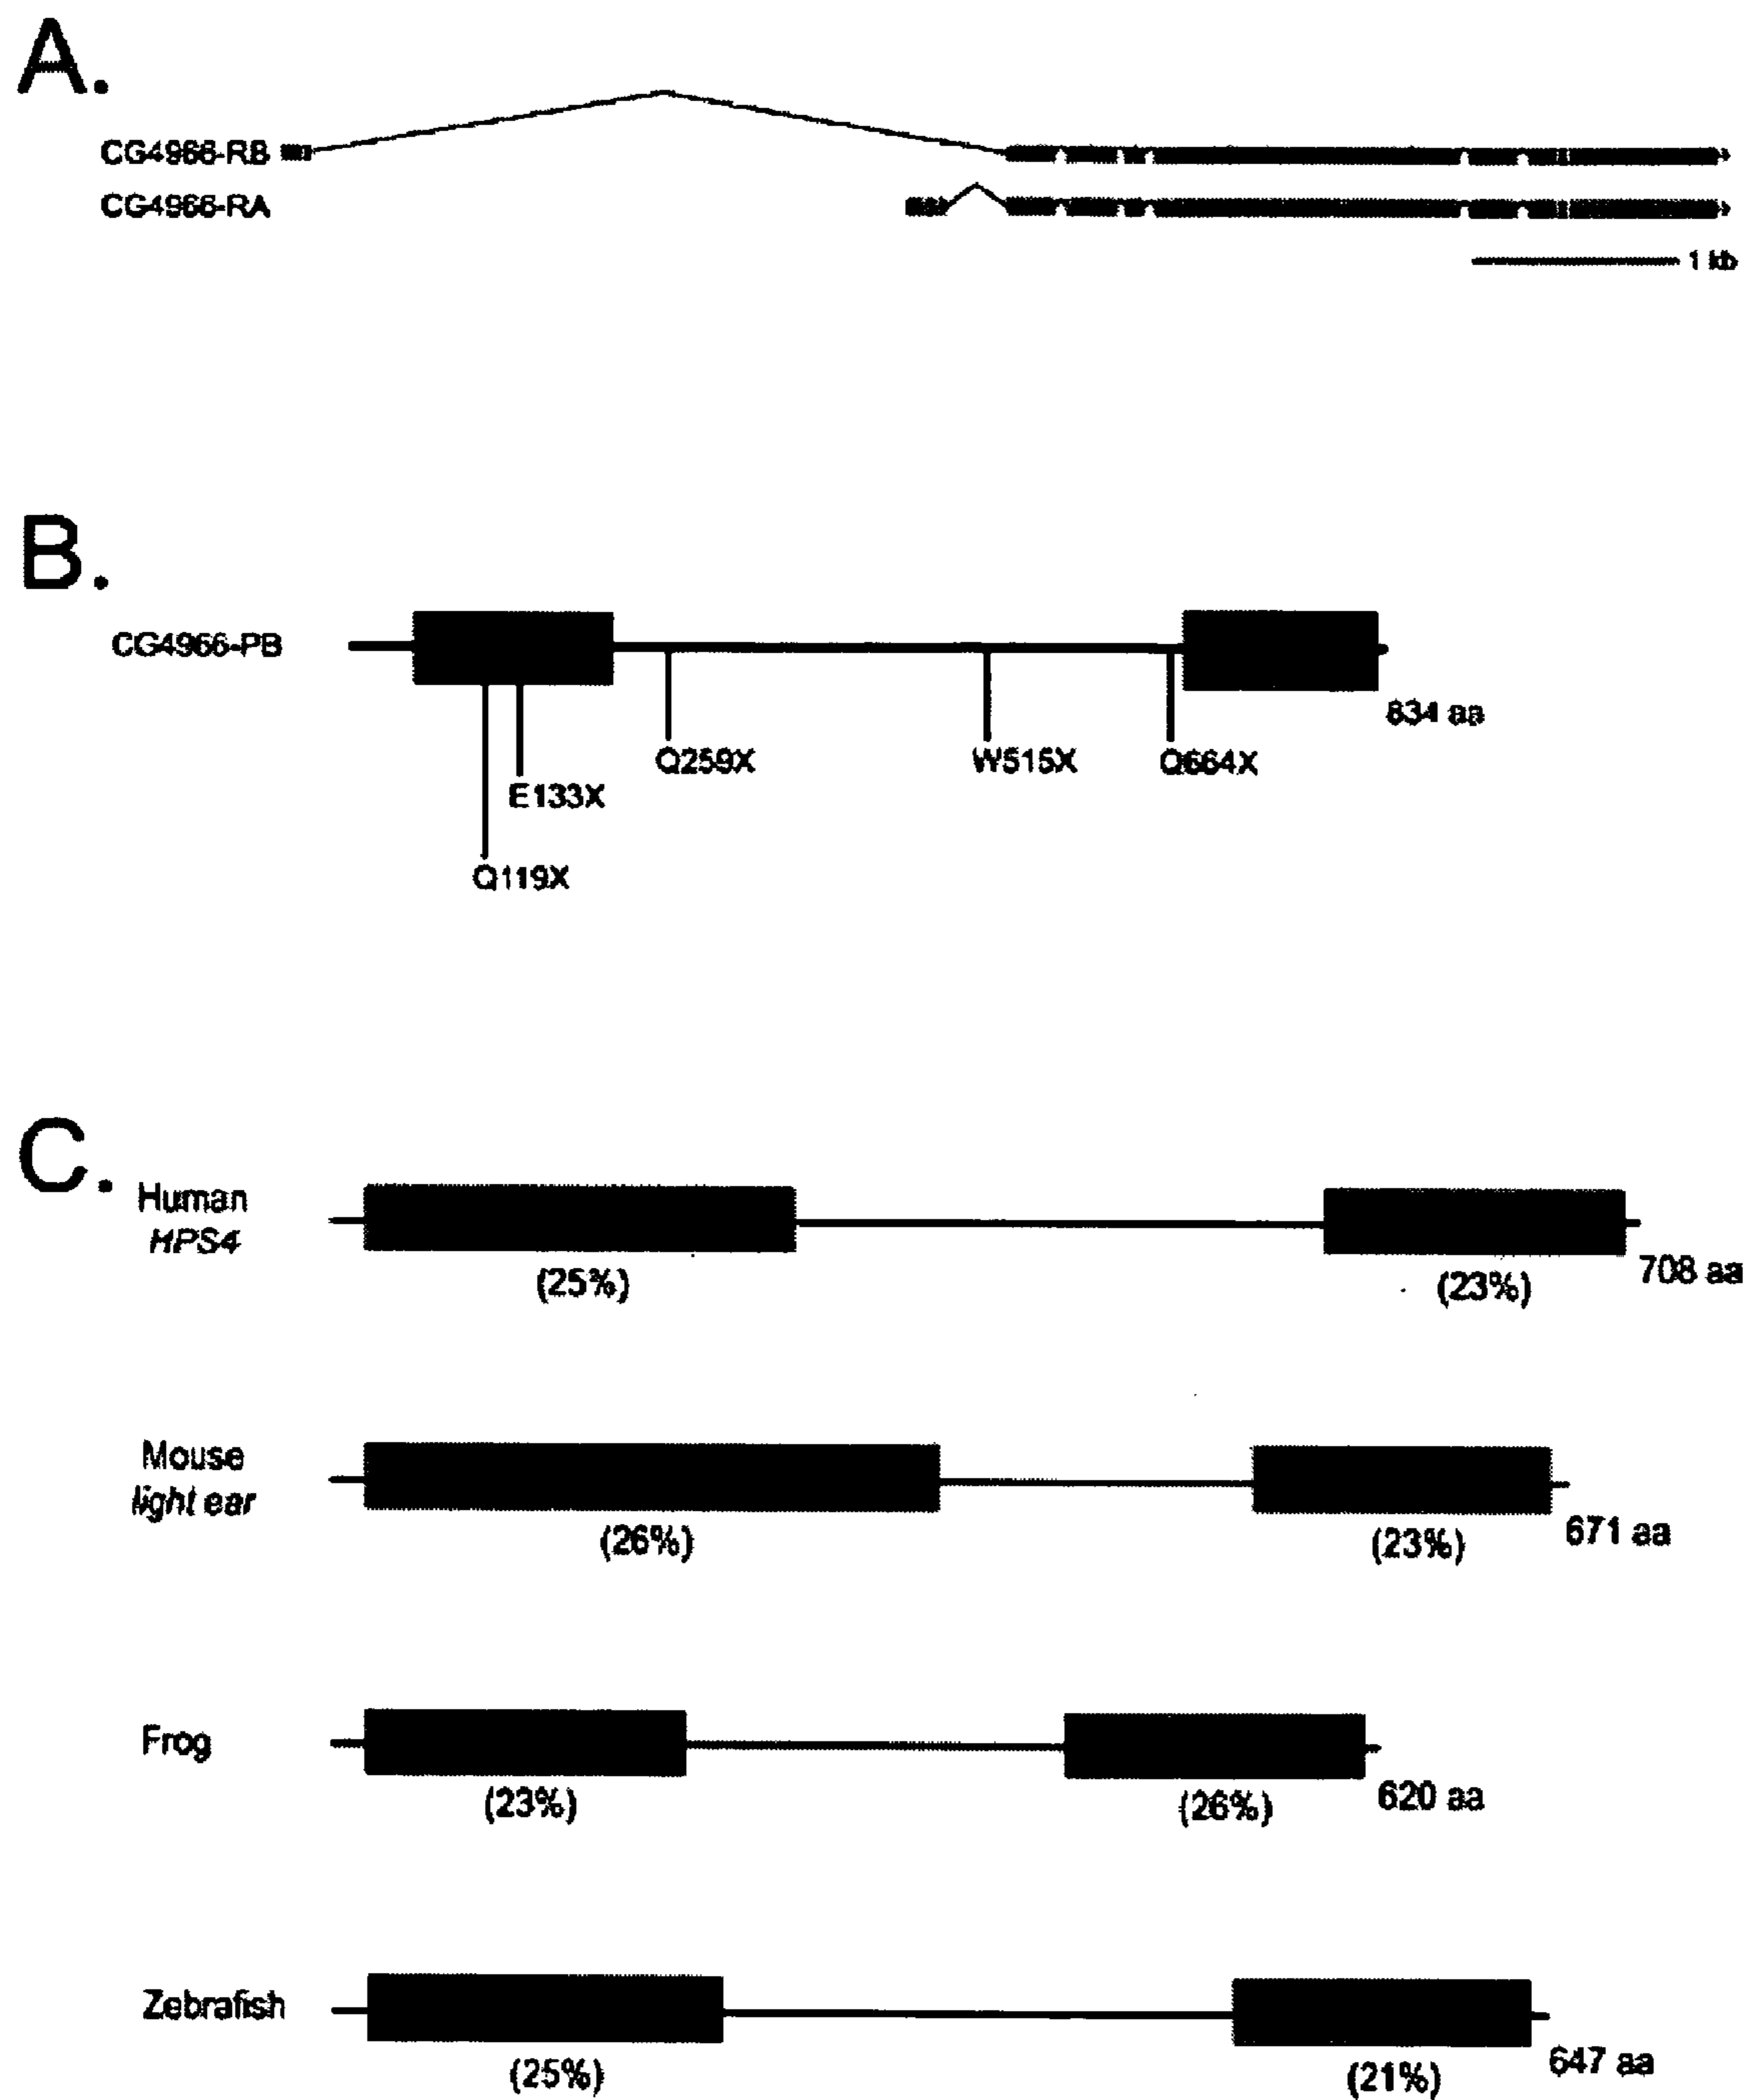 A.
CG4966-RB
CG4966-RA
1 kb
B.
CG4966-PB
834 aa
Q259X
W515X
Q664X
E133X
Q119X
C.
Human
HPS4
708 aa
(25%)
(23%)
Mouse
light ear
671 aa
(26%)
(23%)
Frog
620 aa
(23%)
(26%)
Zebrafish
647 aa
(25%)
(21%)